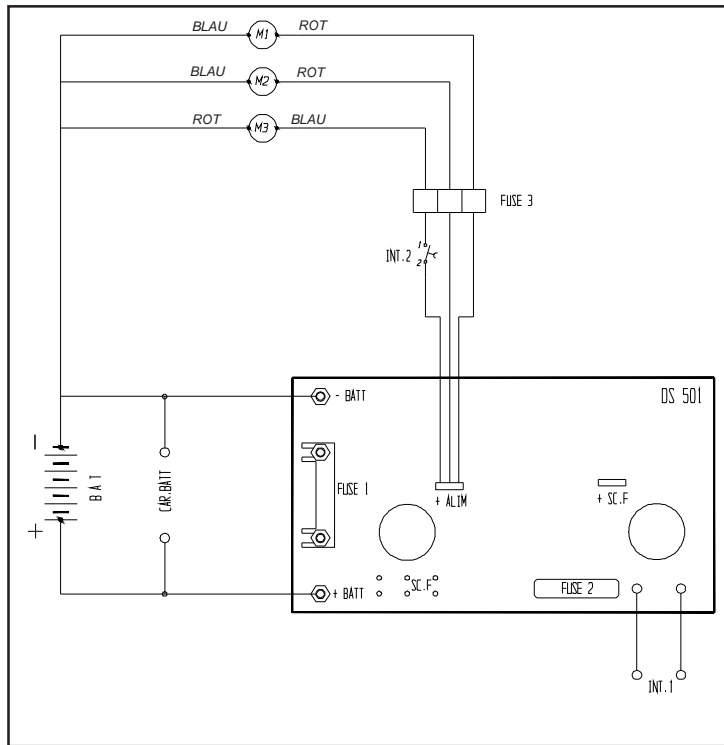 BLAU M1 ROT
BLAU M2 ROT
ROT M3 BLAU
FUSE 3
INT.2 1
2
- BATT
DS 501
−
BAT
+
CAR.BATT
FUSE 1
+ ALIM
+ SC.F
+ BATT
SC.F
FUSE 2
INT.1